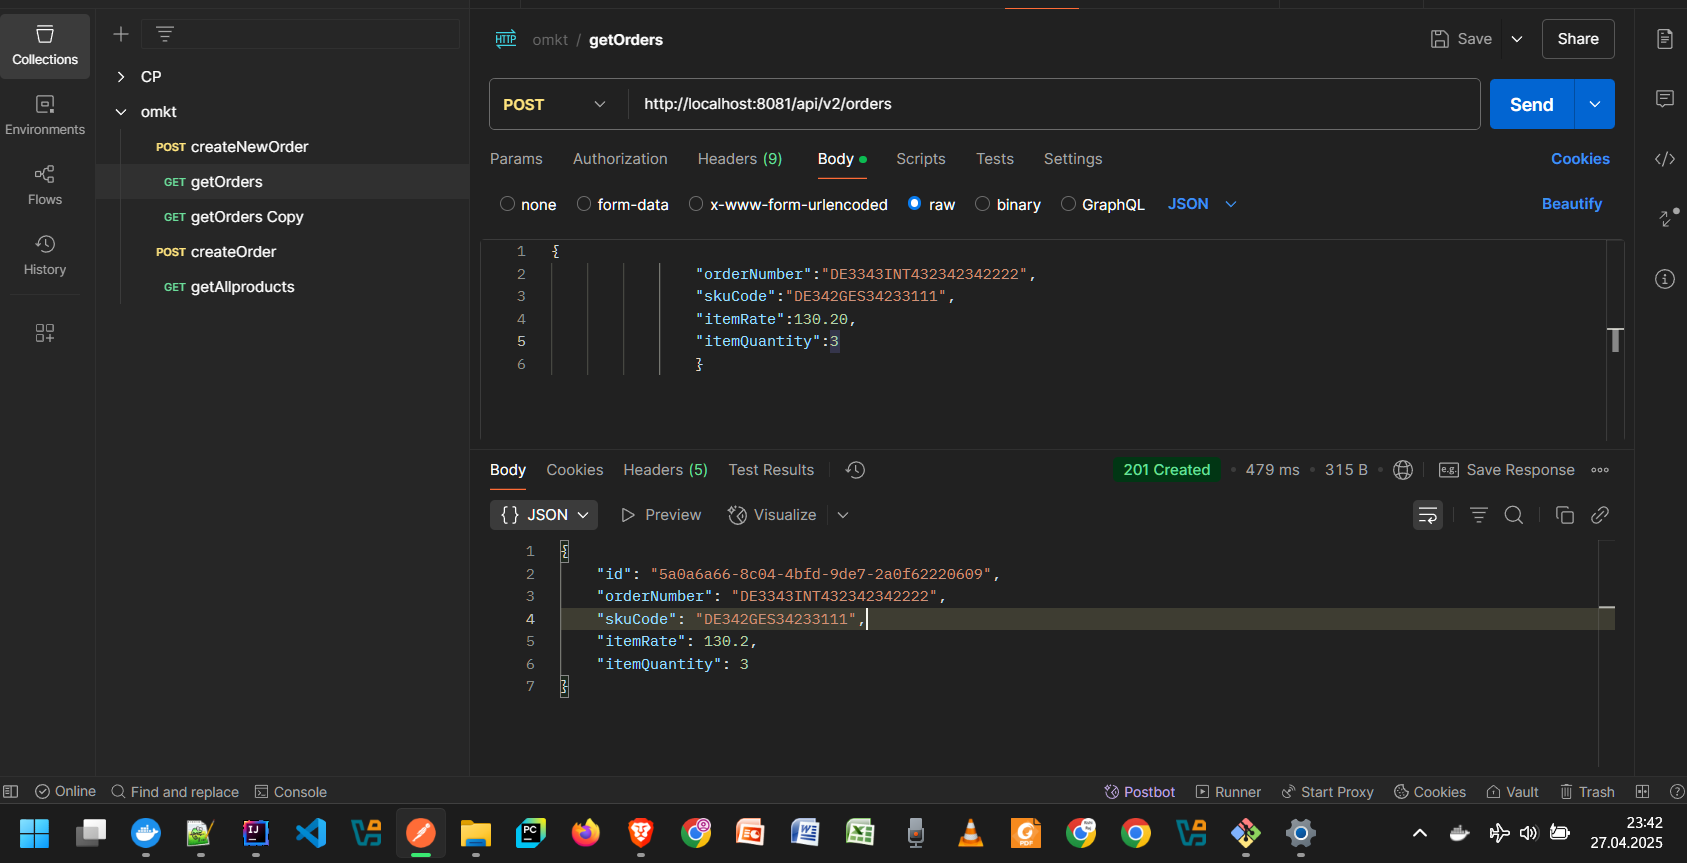 Collections
Environments
Flows
History
CP
omkt
POST createNewOrder
GET getOrders
GET getOrders Copy
POST createOrder
GET getAllproducts
HTTP omkt / getOrders
Save
Share
POST http://localhost:8081/api/v2/orders
Send
Params Authorization Headers (9) Body Scripts Tests Settings Cookies
none form-data x-www-form-urlencoded raw binary GraphQL JSON Beautify
1 {
2 "orderNumber":"DE3343INT432342342222",
3 "skuCode":"DE342GES34233111",
4 "itemRate":130.20,
5 "itemQuantity":3
6 }
Body Cookies Headers (5) Test Results 201 Created 479 ms 315 B e.g. Save Response
{} JSON Preview Visualize
1 {
2 "id": "5a0a6a66-8c04-4bfd-9de7-2a0f62220609",
3 "orderNumber": "DE3343INT432342342222",
4 "skuCode": "DE342GES34233111",
5 "itemRate": 130.2,
6 "itemQuantity": 3
7 }
Online Find and replace Console Postbot Runner Start Proxy Cookies Vault Trash
23:42
27.04.2025